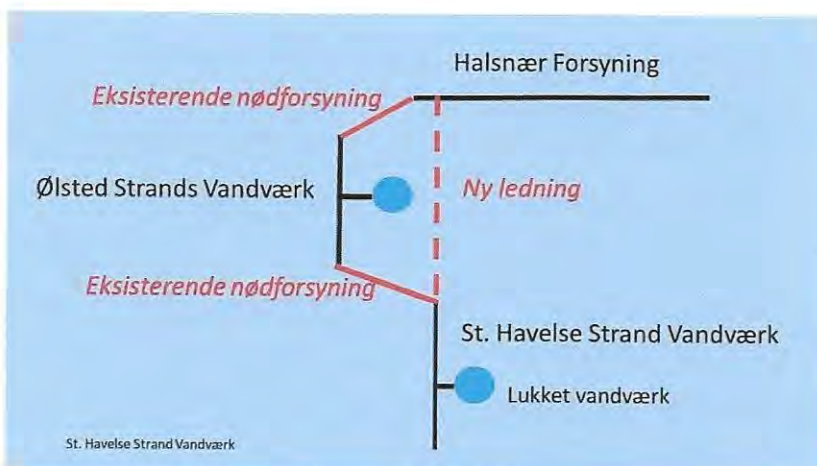 Halsnær Forsyning
Eksisterende nødforsyning
Ølsted Strands Vandværk
Ny ledning
Eksisterende nødforsyning
St. Havelse Strand Vandværk
Lukket vandværk
St. Havelse Strand Vandværk